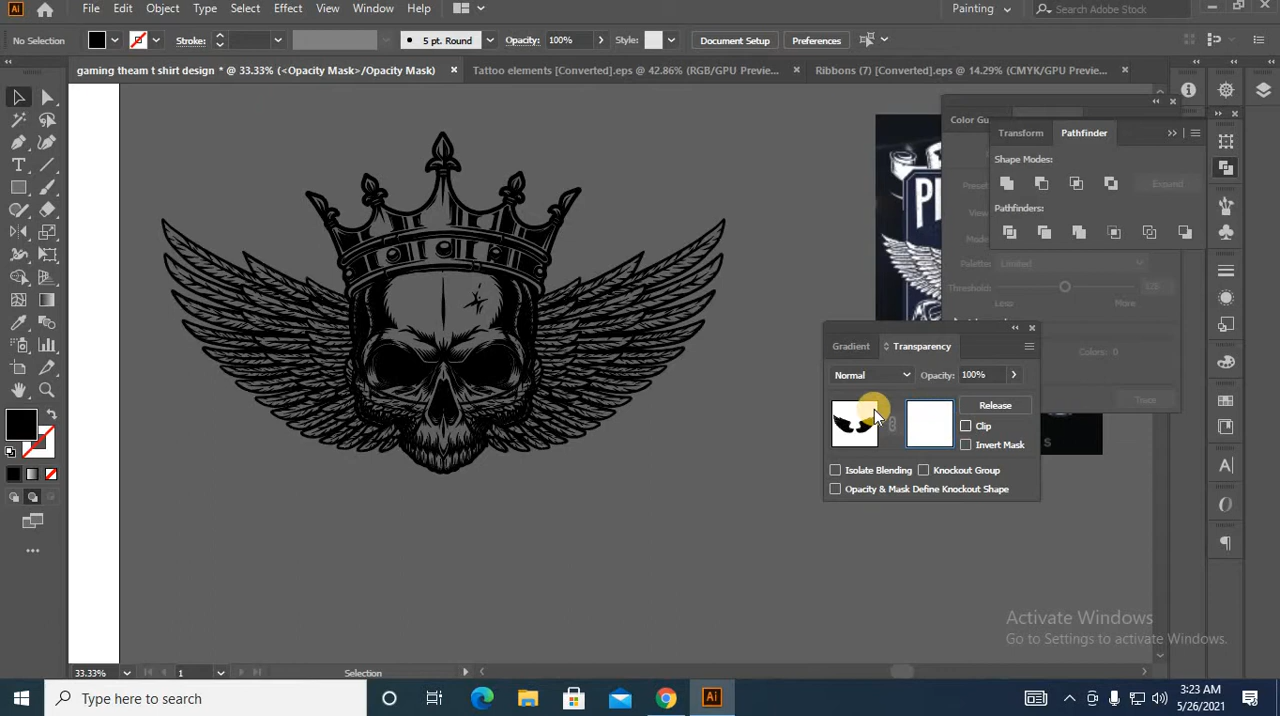 Ai File Edit Object Type Select Effect View Window Help Painting Search Adobe Stock
No Selection Stroke: 5 pt. Round Opacity: 100% Style: Document Setup Preferences
gaming theam t shirt design * @ 33.33% (<Opacity Mask>/Opacity Mask) Tattoo elements [Converted].eps @ 42.86% (RGB/GPU Previe... Ribbons (7) [Converted].eps @ 14.29% (CMYK/GPU Preview...
Color Gu
Transform Pathfinder
Shape Modes:
Expand
Pathfinders:
Palette: Limited
Threshold:
Less More
Colors: 0
Trace
Gradient Transparency
Normal Opacity: 100%
Release
Clip
Invert Mask
Isolate Blending Knockout Group
Opacity & Mask Define Knockout Shape
S
Activate Windows
Go to Settings to activate Windows.
33.33% 1 Selection
Type here to search Ai 3:23 AM
5/26/2021